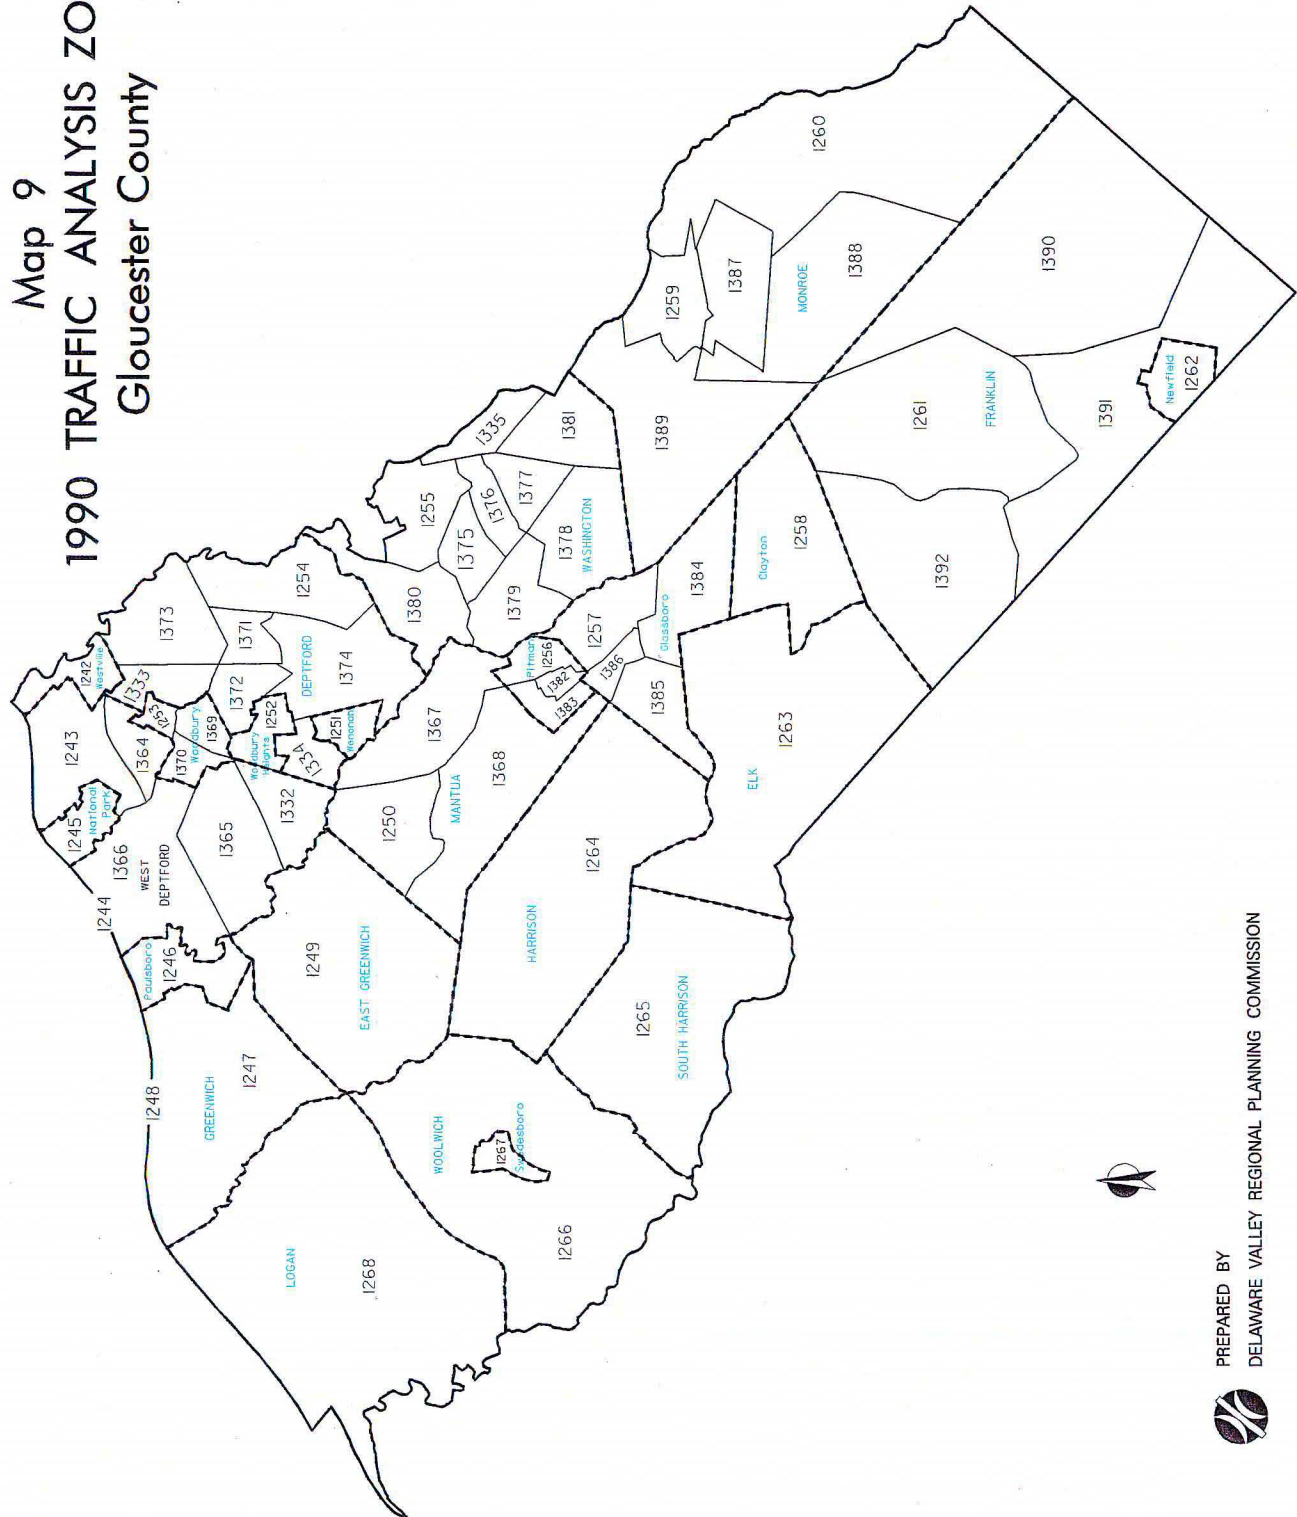 Map 9
1990 TRAFFIC ANALYSIS ZO
Gloucester County
1243
1245
National
Park
1242
Westville
1244
1366
WEST
DEPTFORD
1333
1364
1253
1248
Paulsboro
1246
1373
1370
Woodbury
1369
GREENWICH
1247
1365
1372
1371
Woodbury
Heights
1252
1332
1334
LOGAN
1254
DEPTFORD
1374
1249
1251
Wenonah
EAST GREENWICH
1268
1250
1380
1255
1367
WOOLWICH
MANTUA
1375
1376
1335
1368
1267
Swedesboro
1379
1377
HARRISON
Pitman
1256
1382
1383
1378
1381
WASHINGTON
1266
1264
1257
1386
1385
Glassboro
1389
1259
1265
SOUTH HARRISON
1384
1387
ELK
1263
Clayton
1258
MONROE
1260
1388
1261
1392
FRANKLIN
1390
1391
Newfield
1262
PREPARED BY
DELAWARE VALLEY REGIONAL PLANNING COMMISSION